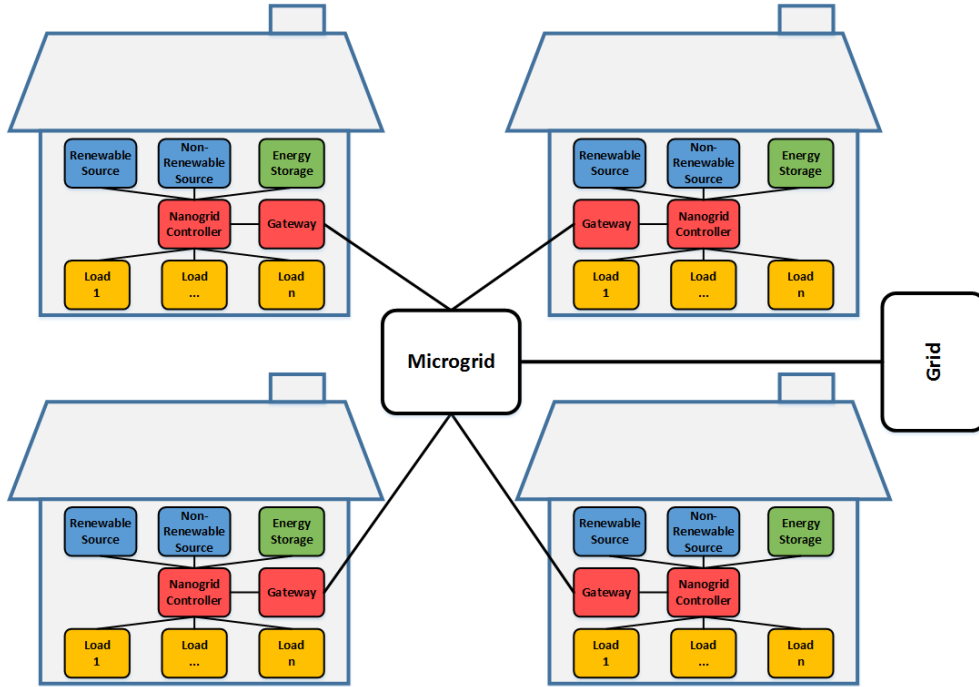 Renewable
Source
Non-
Renewable
Source
Energy
Storage
Nanogrid
Controller
Gateway
Load
1
Load
...
Load
n
Renewable
Source
Non-
Renewable
Source
Energy
Storage
Gateway
Nanogrid
Controller
Load
1
Load
...
Load
n
Microgrid
Grid
Renewable
Source
Non-
Renewable
Source
Energy
Storage
Nanogrid
Controller
Gateway
Load
1
Load
...
Load
n
Renewable
Source
Non-
Renewable
Source
Energy
Storage
Gateway
Nanogrid
Controller
Load
1
Load
...
Load
n